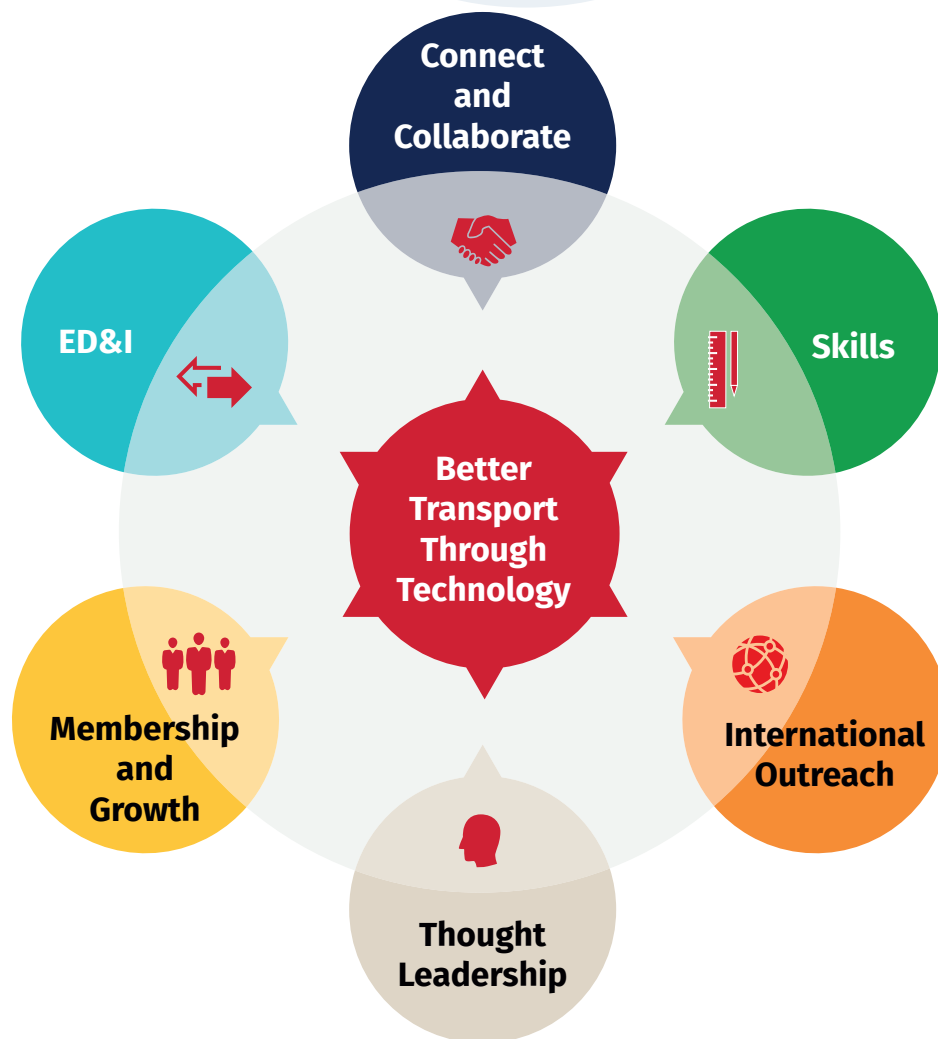 Connect
and
Collaborate
ED&I
Skills
Better
Transport
Through
Technology
Membership
and
Growth
International
Outreach
Thought
Leadership